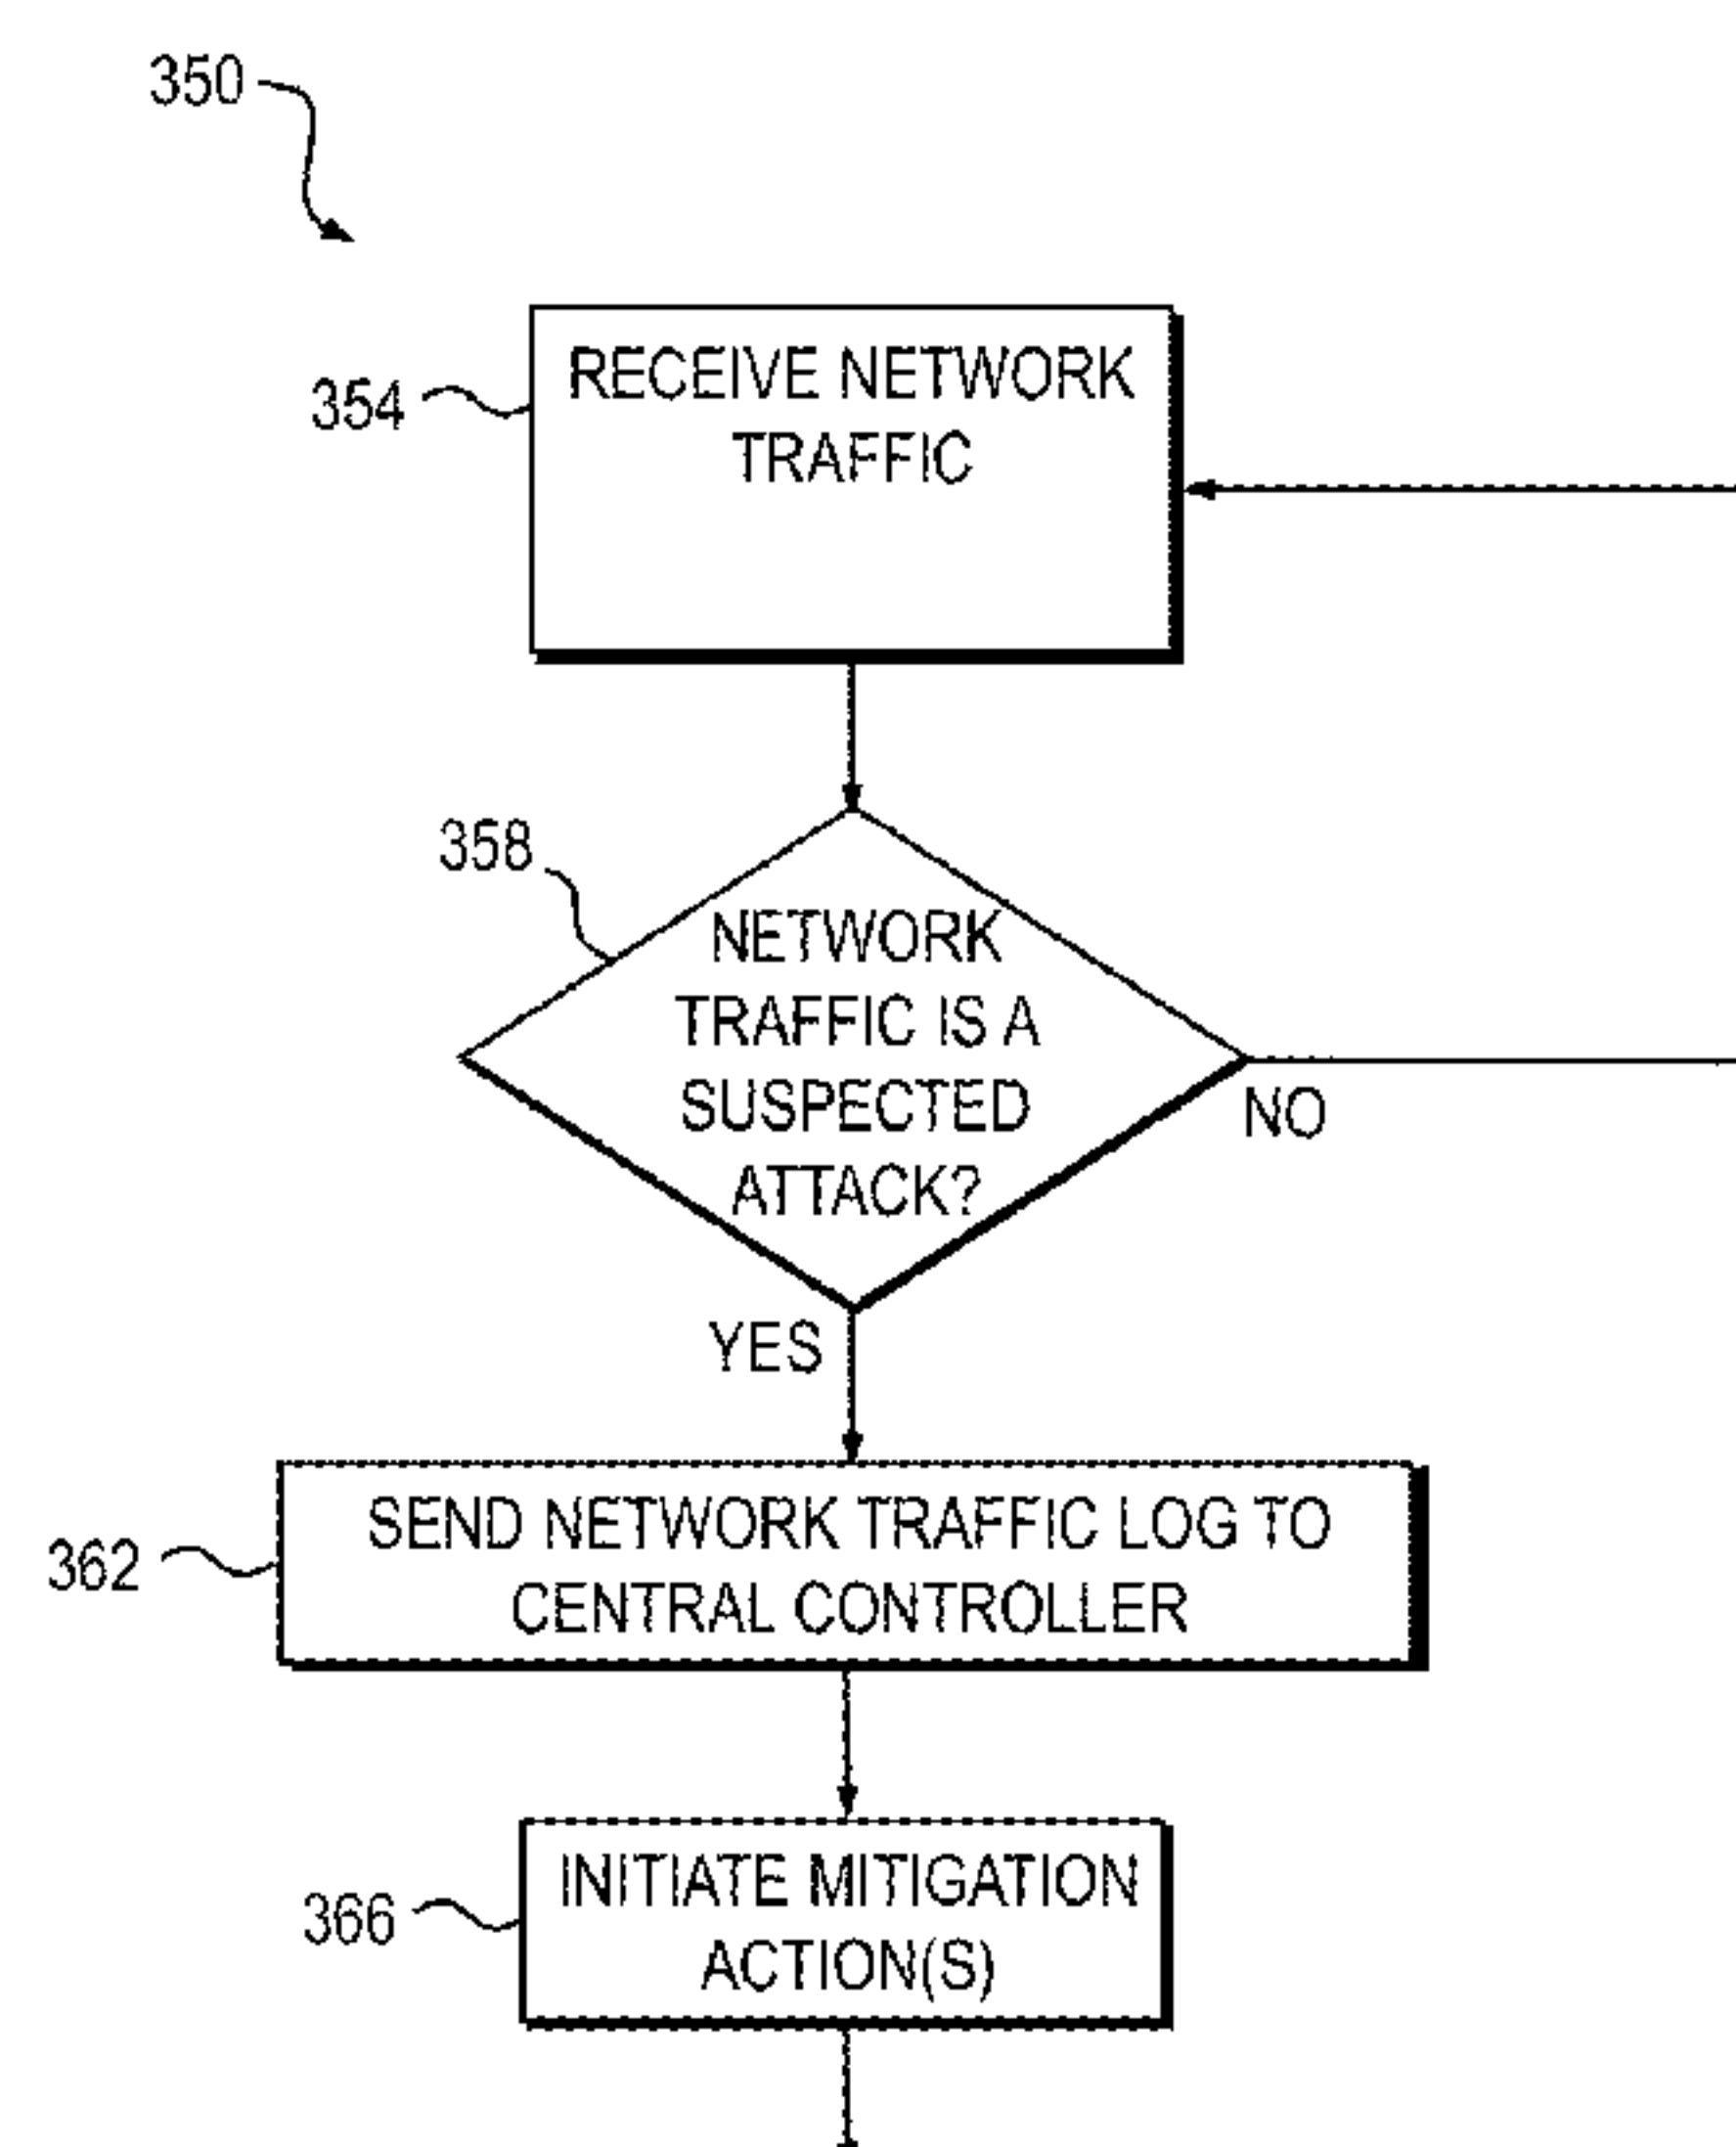 350
354
RECEIVE NETWORK
TRAFFIC
358
NETWORK
TRAFFIC IS A
SUSPECTED
ATTACK?
NO
YES
362
SEND NETWORK TRAFFIC LOG TO
CENTRAL CONTROLLER
366
INITIATE MITIGATION
ACTION(S)